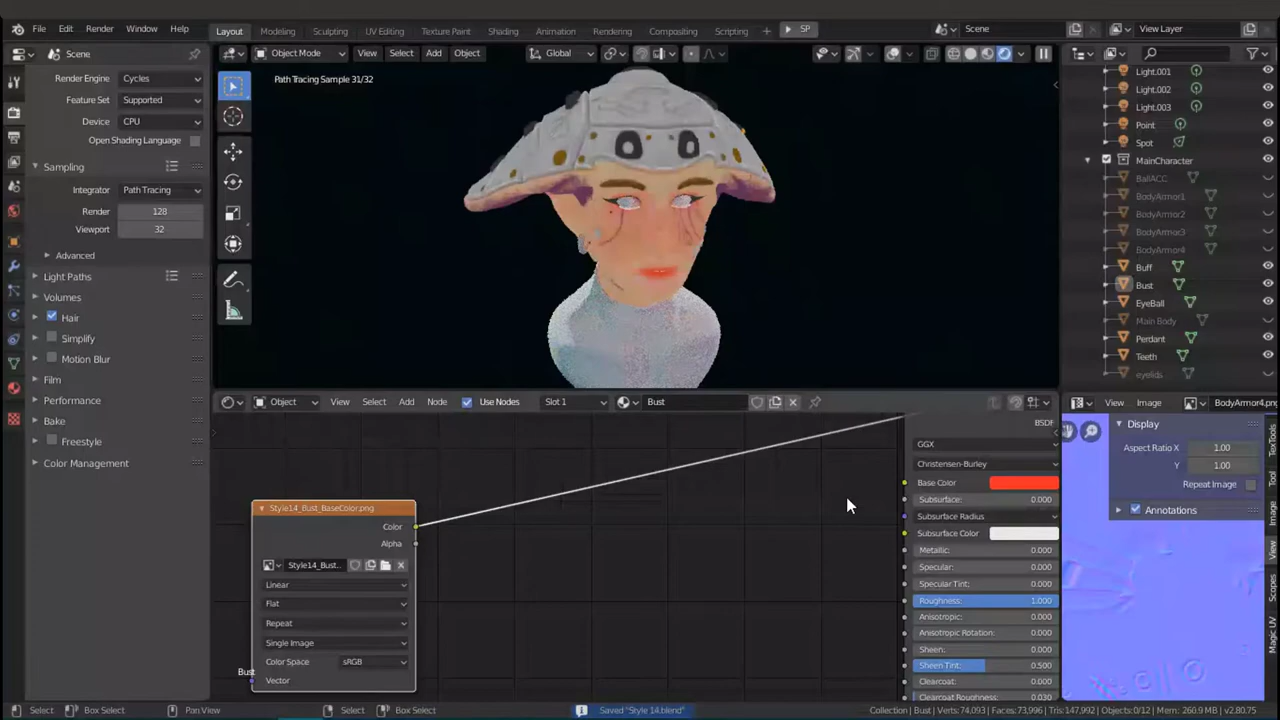 File Edit Render Window Help Layout Modeling Sculpting UV Editing Texture Paint Shading Animation Rendering Compositing Scripting + SP Scene View Layer
Scene Object Mode View Select Add Object Global
Render Engine Cycles
Feature Set Supported
Device CPU
Open Shading Language
Sampling
Integrator Path Tracing
Render 128
Viewport 32
Advanced
Light Paths
Volumes
Hair
Simplify
Motion Blur
Film
Performance
Bake
Freestyle
Color Management
Path Tracing Sample 31/32
Light.001
Light.002
Light.003
Point
Spot
MainCharacter
BallACC
BodyArmor1
BodyArmor2
BodyArmor3
BodyArmor4
Buff
Bust
EyeBall
Main Body
Perdant
Teeth
eyelids
Object View Select Add Node Use Nodes Slot 1 Bust
View Image BodyArmor4.png
Style14_Bust_BaseColor.png
Color
Alpha
Style14_Bust..
Linear
Flat
Repeat
Single Image
Color Space sRGB
Vector
Bust
BSDF
GGX
Christensen-Burley
Base Color
Subsurface: 0.000
Subsurface Radius
Subsurface Color
Metallic: 0.000
Specular: 0.000
Specular Tint: 0.000
Roughness: 1.000
Anisotropic: 0.000
Anisotropic Rotation: 0.000
Sheen: 0.000
Sheen Tint: 0.500
Clearcoat: 0.000
Clearcoat Roughness: 0.030
Display
Aspect Ratio X 1.00
Y 1.00
Repeat Image
Annotations
TexTools
Tool
Image
View
Scopes
Magic UV
Select Box Select Pan View Select Box Select Saved "Style 14.blend" Collection | Bust | Verts:74,093 | Faces:73,996 | Tris:147,992 | Objects:0/12 | Mem: 260.9 MB | v2.80.75